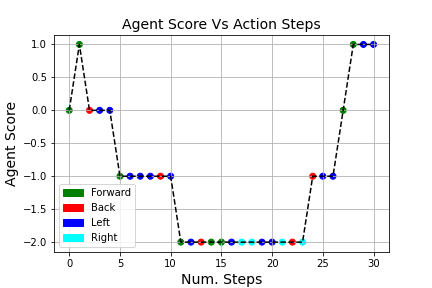 Agent Score Vs Action Steps
1.0
0.5
0.0
−0.5
−1.0
−1.5
−2.0
Agent Score
Forward
Back
Left
Right
0 5 10 15 20 25 30
Num. Steps